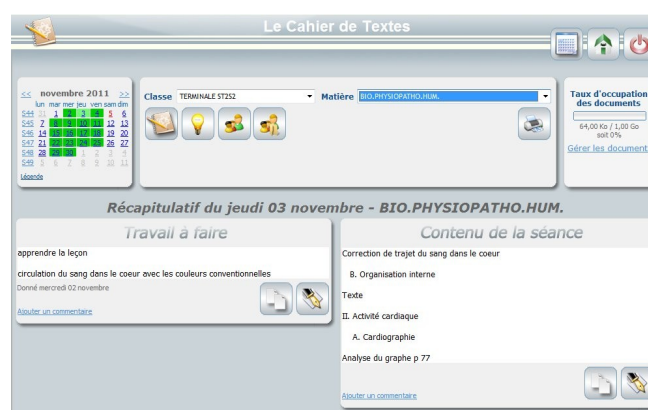 Le Cahier de Textes
<< novembre 2011 >>
lun mar mer jeu ven sam dim
S44 31 1 2 3 4 5 6
S45 7 8 9 10 11 12 13
S46 14 15 16 17 18 19 20
S47 21 22 23 24 25 26 27
S48 28 29 30 1 2 3 4
S49 5 6 7 8 9 10 11
Légende
Classe TERMINALE ST2S2 Matière BIO.PHYSIOPATHO.HUM.
Taux d'occupation
des documents
64,00 Ko / 1,00 Go
soit 0%
Gérer les document
Récapitulatif du jeudi 03 novembre - BIO.PHYSIOPATHO.HUM.
Travail à faire
apprendre la leçon
circulation du sang dans le coeur avec les couleurs conventionnelles
Donné mercredi 02 novembre
Ajouter un commentaire
Contenu de la séance
Correction de trajet du sang dans le coeur
B. Organisation interne
Texte
II. Activité cardiaque
A. Cardiographie
Analyse du graphe p 77
Ajouter un commentaire